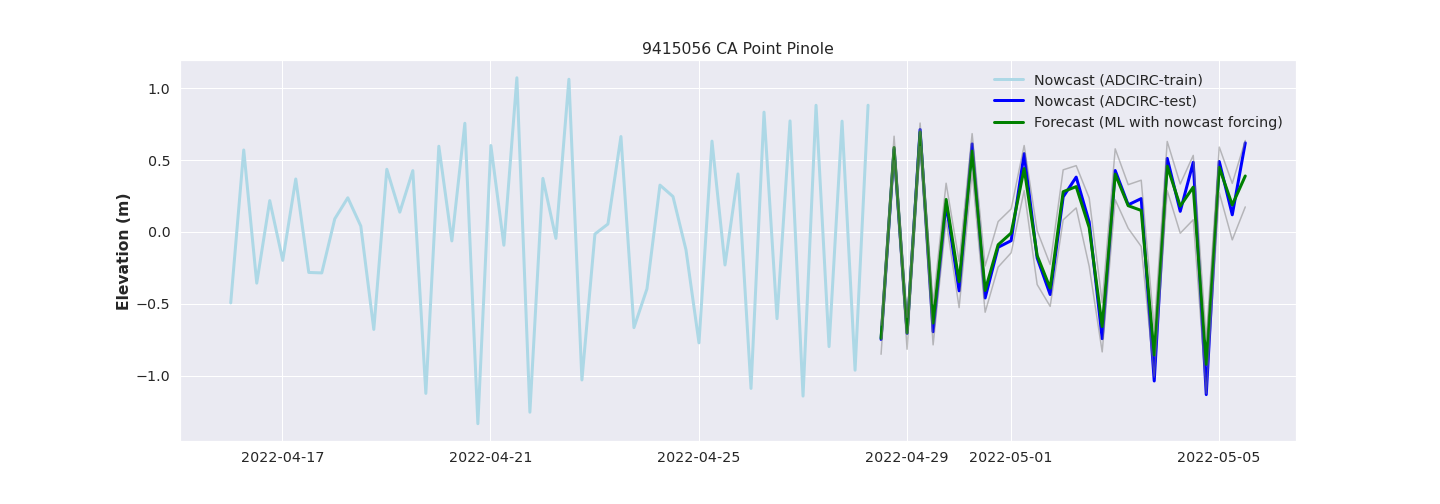 9415056 CA Point Pinole
Nowcast (ADCIRC-train)
Nowcast (ADCIRC-test)
Forecast (ML with nowcast forcing)
Elevation (m)
1.0
0.5
0.0
−0.5
−1.0
2022-04-17 2022-04-21 2022-04-25 2022-04-29 2022-05-01 2022-05-05